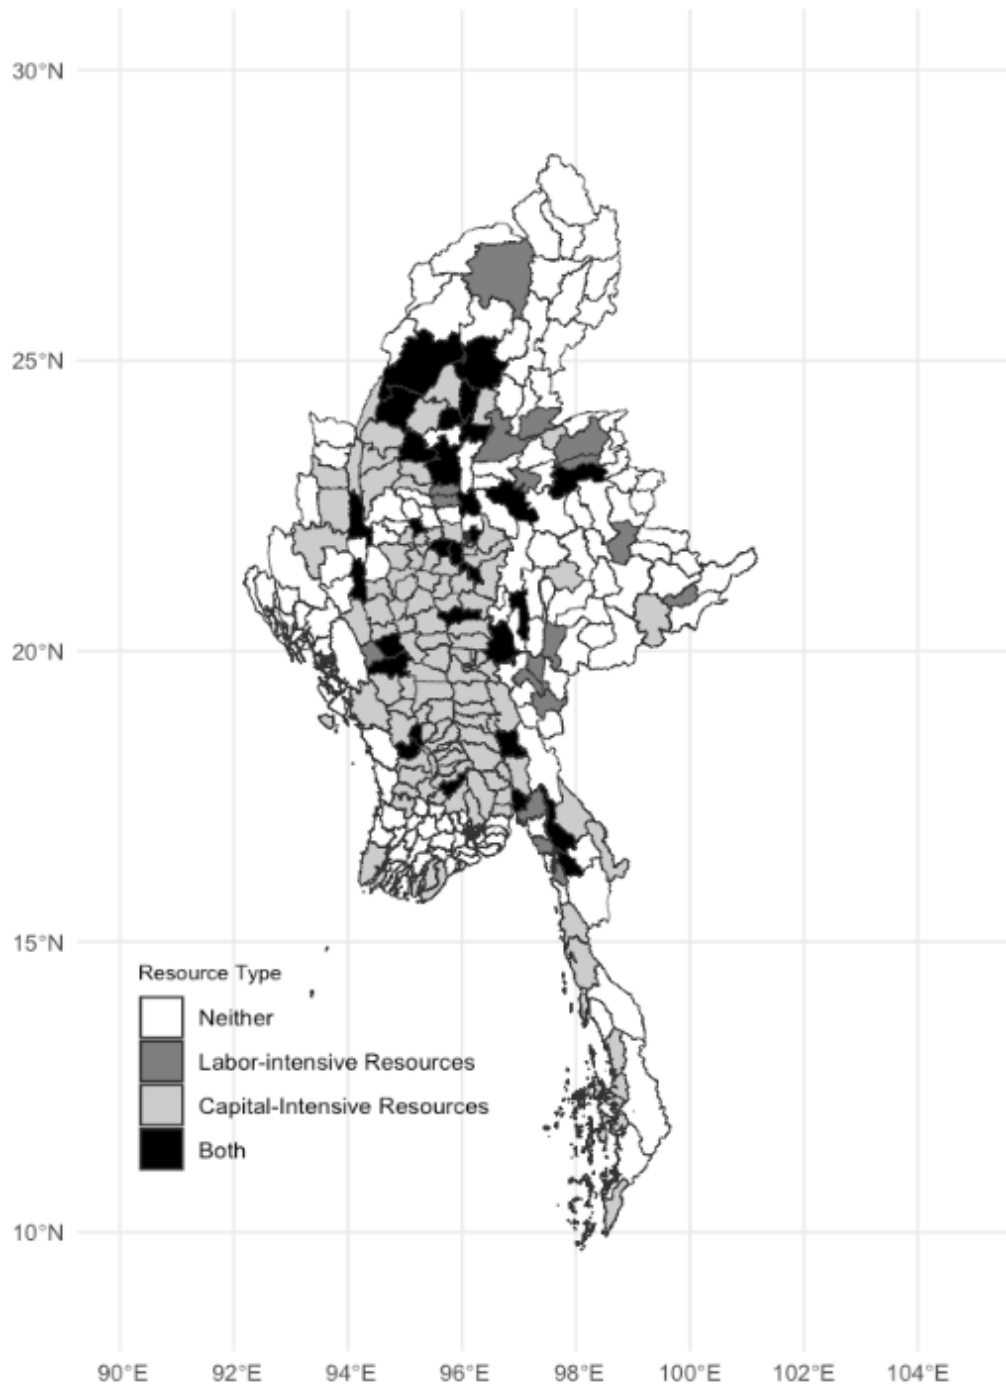 30°N
25°N
20°N
15°N
10°N
Resource Type
Neither
Labor-intensive Resources
Capital-Intensive Resources
Both
90°E 92°E 94°E 96°E 98°E 100°E 102°E 104°E